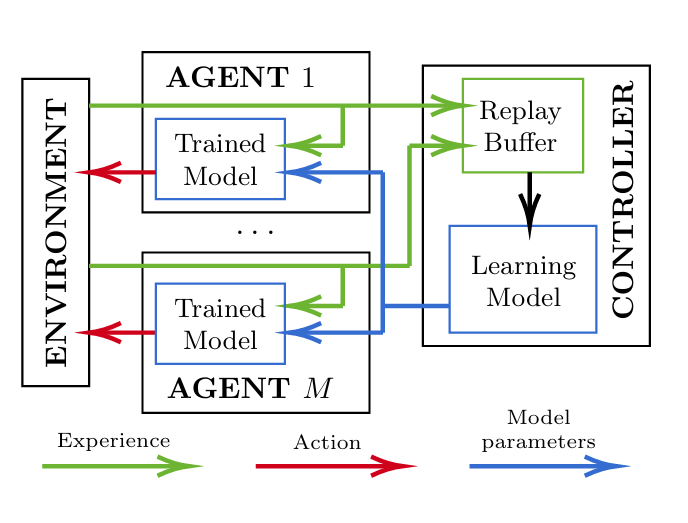 ENVIRONMENT
AGENT 1
Trained
Model
...
Trained
Model
AGENT M
Replay
Buffer
Learning
Model
CONTROLLER
Experience
Action
Model
parameters